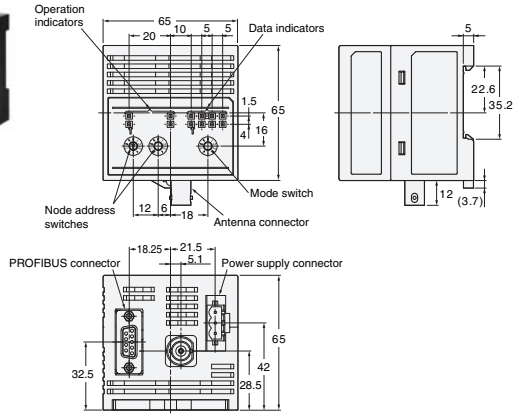 Operation
indicators
65
20
10
5
5
Data indicators
1.5
4
16
65
Node address
switches
12
6
18
Mode switch
Antenna connector
5
22.6
35.2
12
(3.7)
18.25
21.5
5.1
PROFIBUS connector
Power supply connector
32.5
28.5
42
65